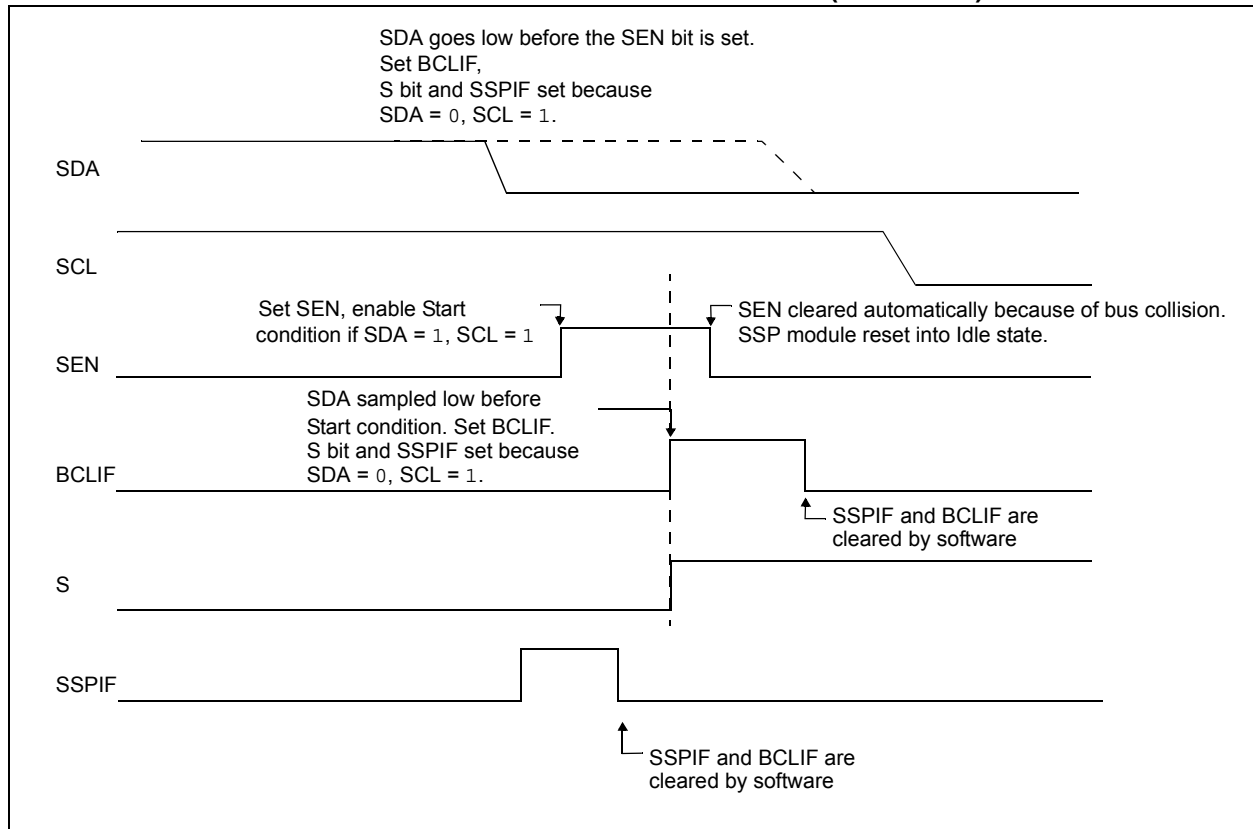 SDA goes low before the SEN bit is set.
Set BCLIF,
S bit and SSPIF set because
SDA = 0, SCL = 1.
SDA
SCL
Set SEN, enable Start
condition if SDA = 1, SCL = 1
SEN cleared automatically because of bus collision.
SSP module reset into Idle state.
SEN
SDA sampled low before
Start condition. Set BCLIF.
S bit and SSPIF set because
SDA = 0, SCL = 1.
BCLIF
SSPIF and BCLIF are
cleared by software
S
SSPIF
SSPIF and BCLIF are
cleared by software